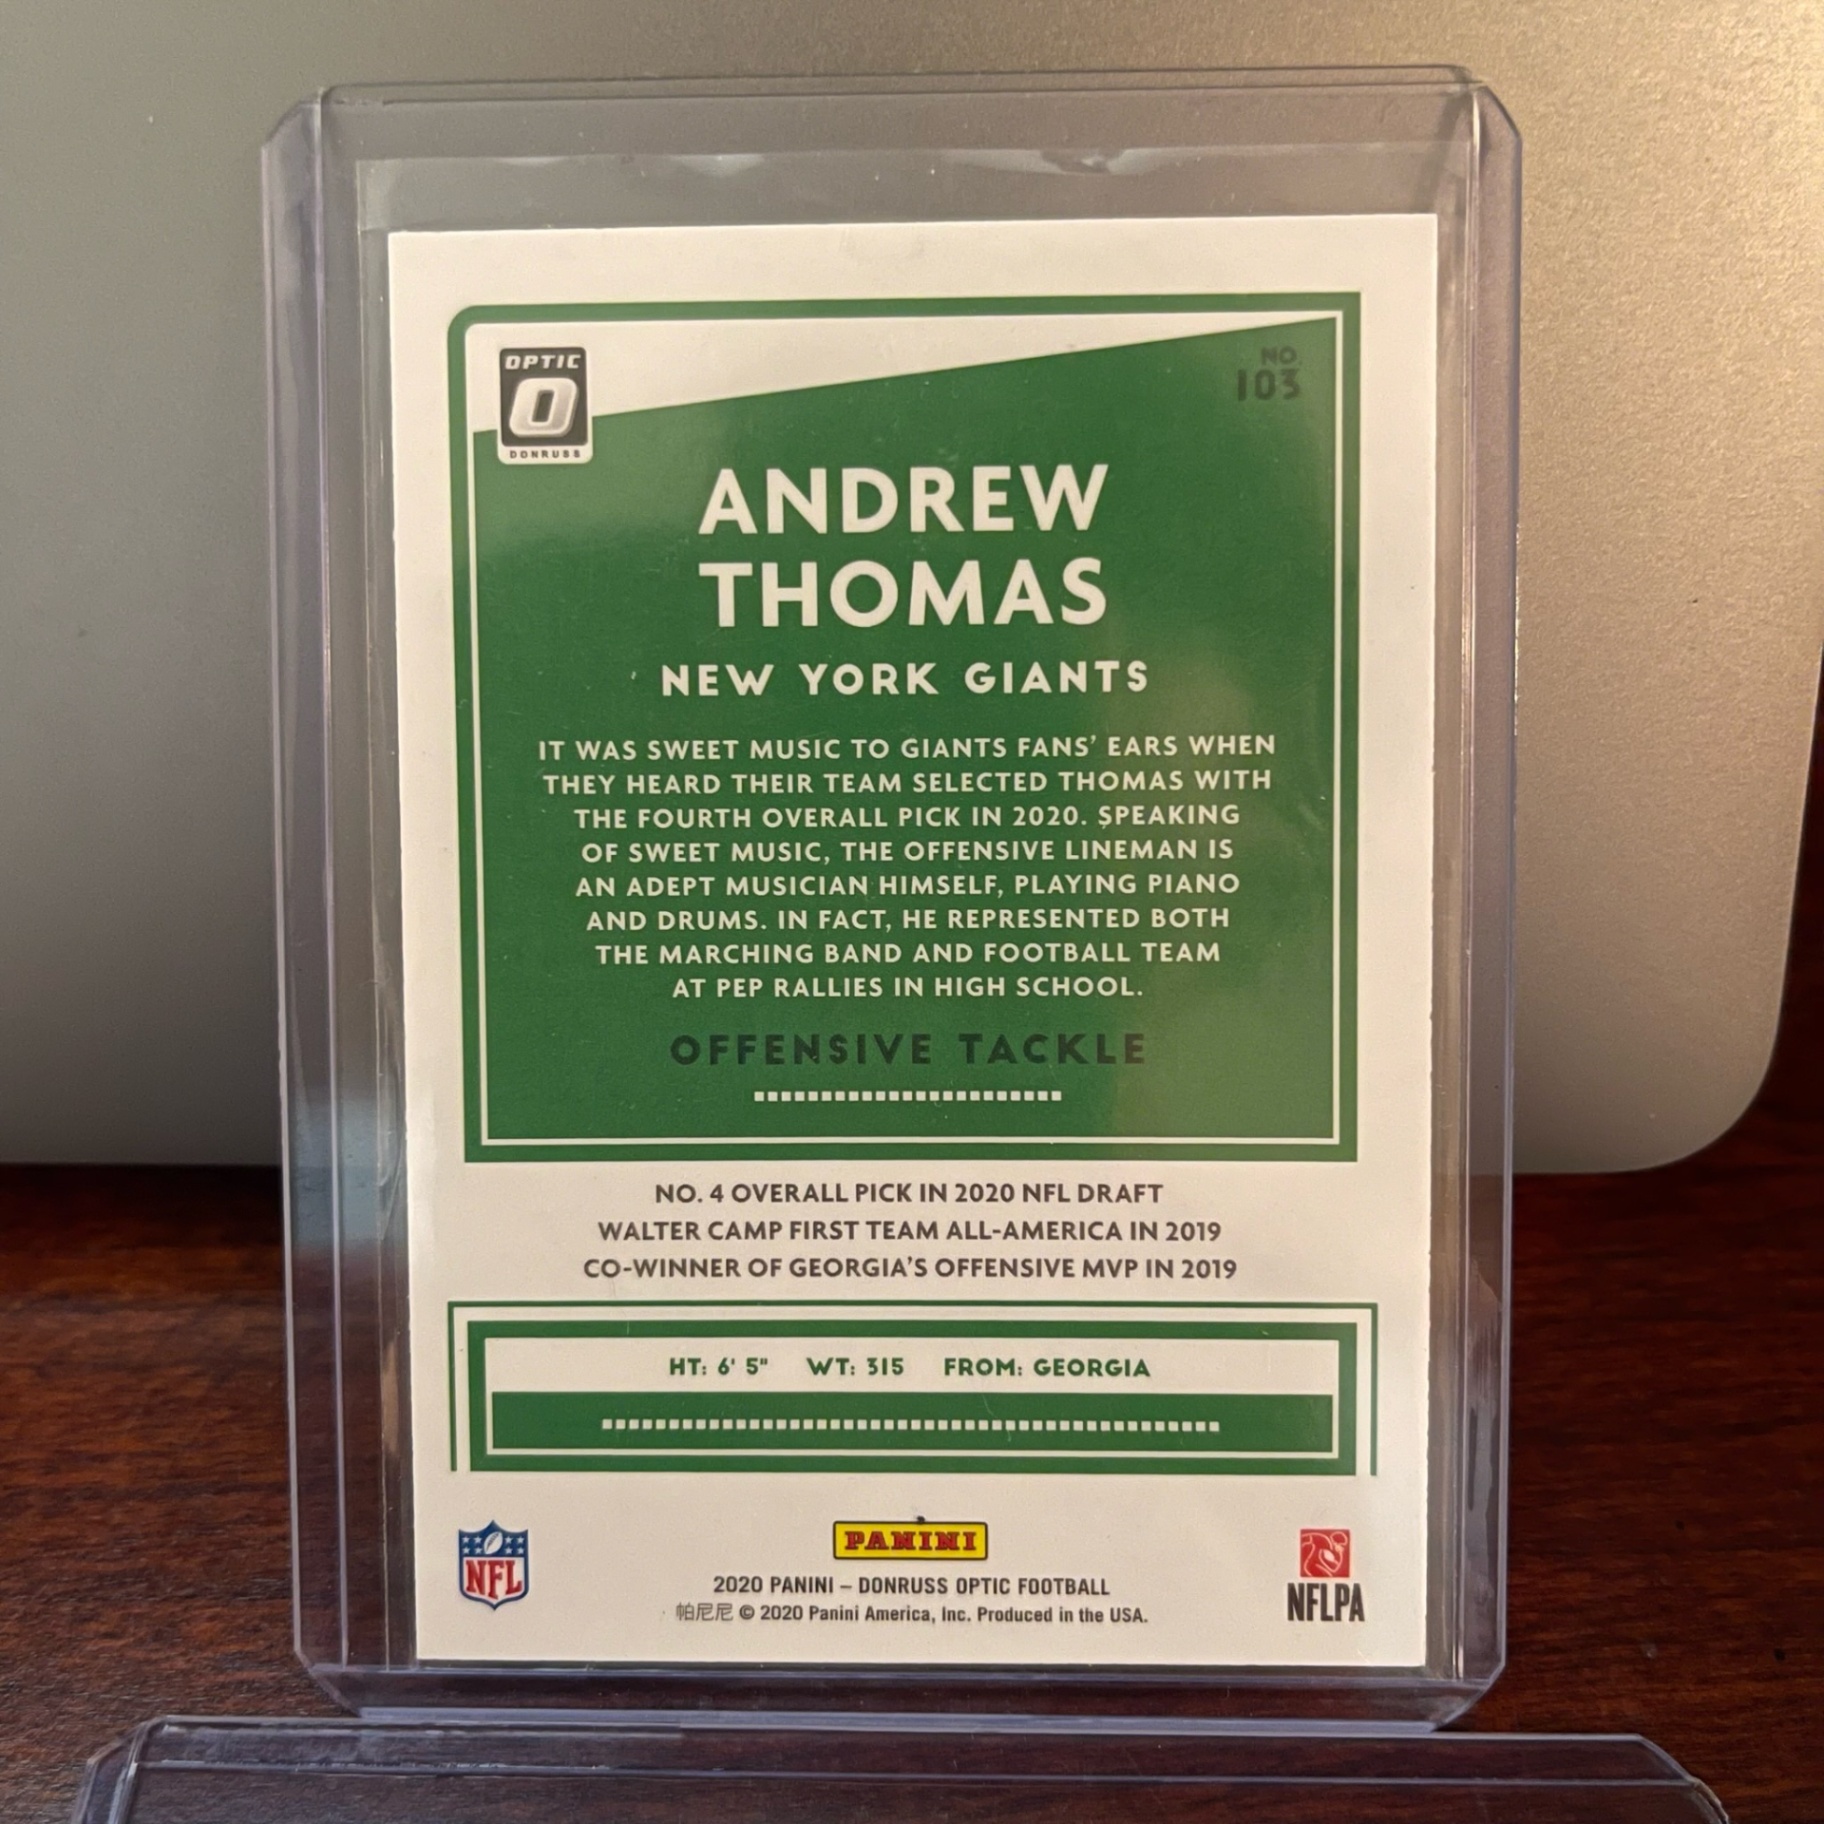 OPTIC
O
DONRUSS
NO.
103
ANDREW
THOMAS
NEW YORK GIANTS
IT WAS SWEET MUSIC TO GIANTS FANS' EARS WHEN
THEY HEARD THEIR TEAM SELECTED THOMAS WITH
THE FOURTH OVERALL PICK IN 2020. SPEAKING
OF SWEET MUSIC, THE OFFENSIVE LINEMAN IS
AN ADEPT MUSICIAN HIMSELF, PLAYING PIANO
AND DRUMS. IN FACT, HE REPRESENTED BOTH
THE MARCHING BAND AND FOOTBALL TEAM
AT PEP RALLIES IN HIGH SCHOOL.
OFFENSIVE TACKLE
NO. 4 OVERALL PICK IN 2020 NFL DRAFT
WALTER CAMP FIRST TEAM ALL-AMERICA IN 2019
CO-WINNER OF GEORGIA'S OFFENSIVE MVP IN 2019
HT: 6' 5" WT: 315 FROM: GEORGIA
NFL
PANINI
2020 PANINI – DONRUSS OPTIC FOOTBALL
帕尼尼 © 2020 Panini America, Inc. Produced in the USA.
NFLPA